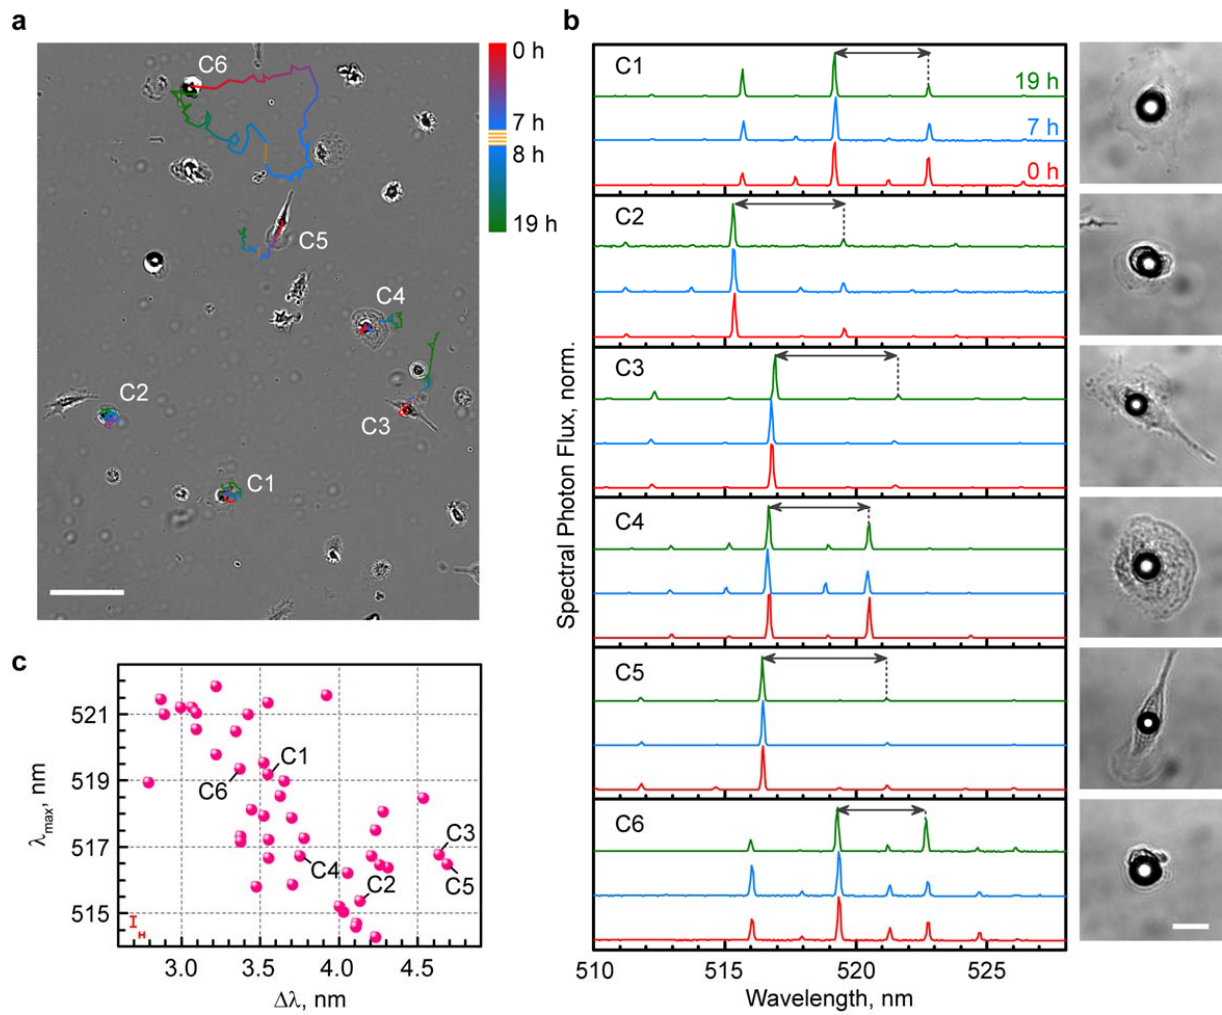 a
C6
C5
C4
C2
C3
C1
0 h
7 h
8 h
19 h
b
Spectral Photon Flux, norm.
C1
19 h
7 h
0 h
C2
C3
C4
C5
C6
510
515
520
525
Wavelength, nm
c
λmax, nm
521
519
517
515
C1
C6
C3
C4
C2
C5
3.0
3.5
4.0
4.5
Δλ, nm